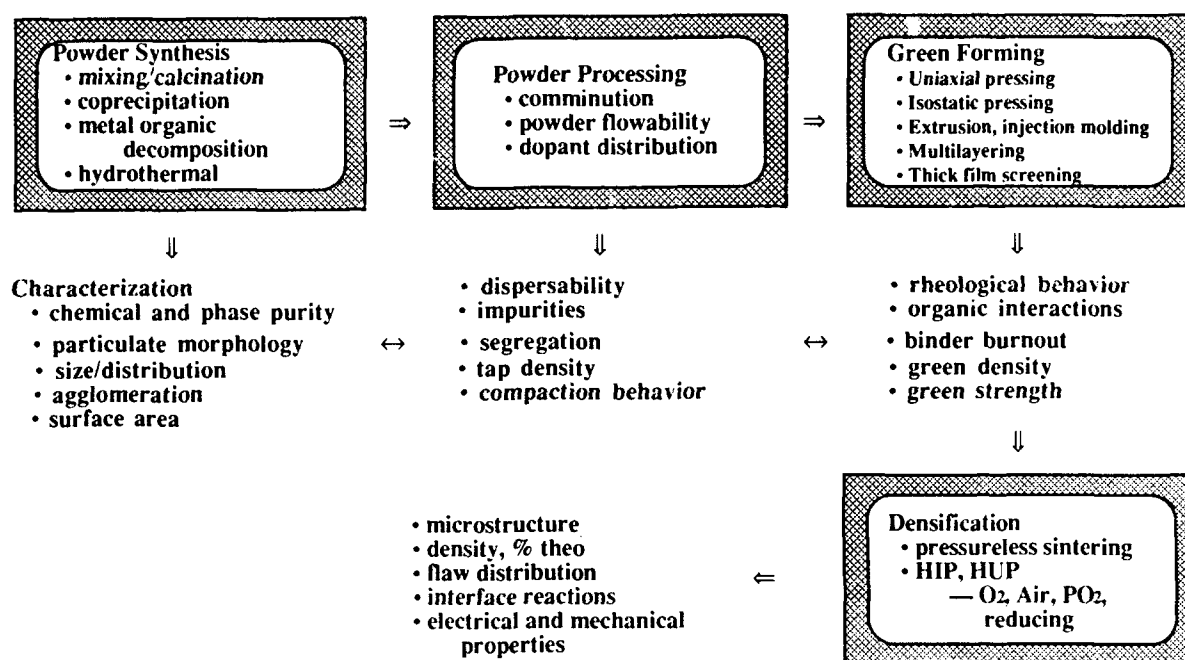 Powder Synthesis
• mixing/calcination
• coprecipitation
• metal organic
decomposition
• hydrothermal
⇒
Powder Processing
• comminution
• powder flowability
• dopant distribution
⇒
Green Forming
• Uniaxial pressing
• Isostatic pressing
• Extrusion, injection molding
• Multilayering
• Thick film screening
⇓
⇓
⇓
Characterization
• chemical and phase purity
• particulate morphology
• size/distribution
• agglomeration
• surface area
↔
• dispersability
• impurities
• segregation
• tap density
• compaction behavior
↔
• rheological behavior
• organic interactions
• binder burnout
• green density
• green strength
⇓
Densification
• pressureless sintering
• HIP, HUP
— O2, Air, PO2,
reducing
⇐
• microstructure
• density, % theo
• flaw distribution
• interface reactions
• electrical and mechanical
properties